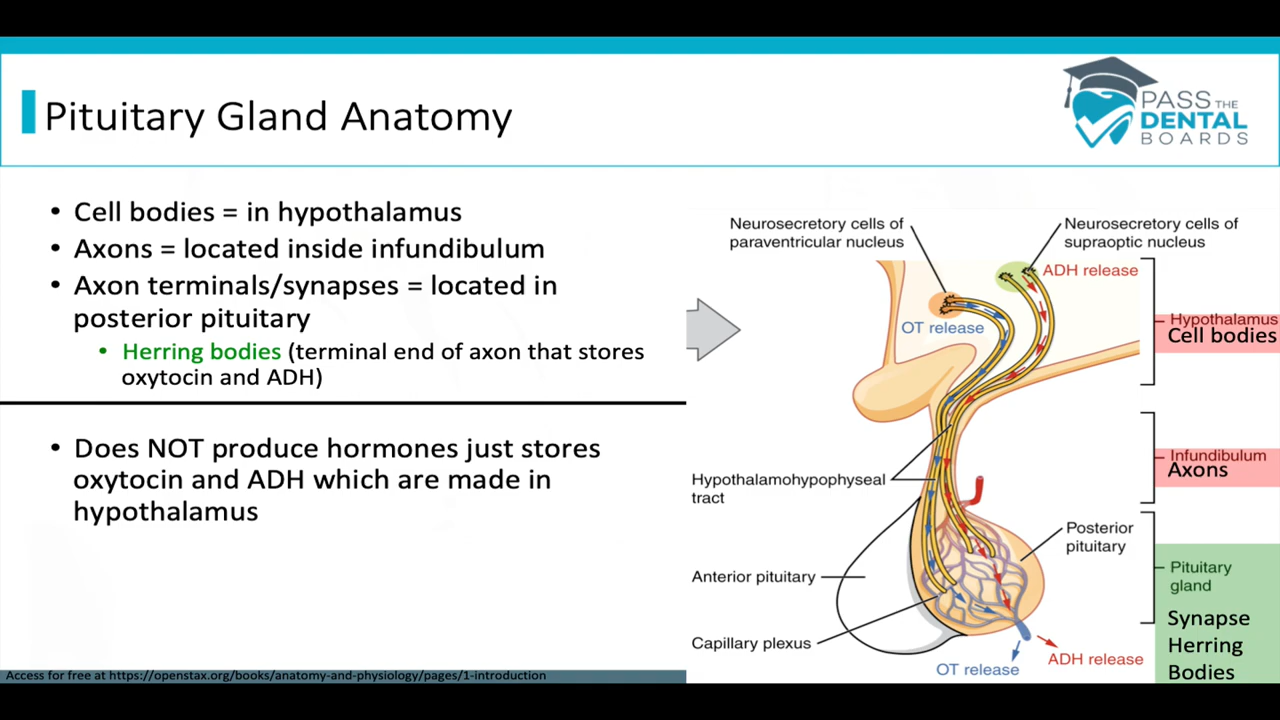 Pituitary Gland Anatomy
PASS THE
DENTAL
BOARDS
• Cell bodies = in hypothalamus
• Axons = located inside infundibulum
• Axon terminals/synapses = located in
posterior pituitary
• Herring bodies (terminal end of axon that stores
oxytocin and ADH)
• Does NOT produce hormones just stores
oxytocin and ADH which are made in
hypothalamus
Neurosecretory cells of
paraventricular nucleus
Neurosecretory cells of
supraoptic nucleus
ADH release
OT release
Hypothalamus
Cell bodies
Infundibulum
Axons
Hypothalamohypophyseal
tract
Posterior
pituitary
Anterior pituitary
Pituitary
gland
Synapse
Herring
Bodies
Capillary plexus
OT release
ADH release
Access for free at https://openstax.org/books/anatomy-and-physiology/pages/1-introduction